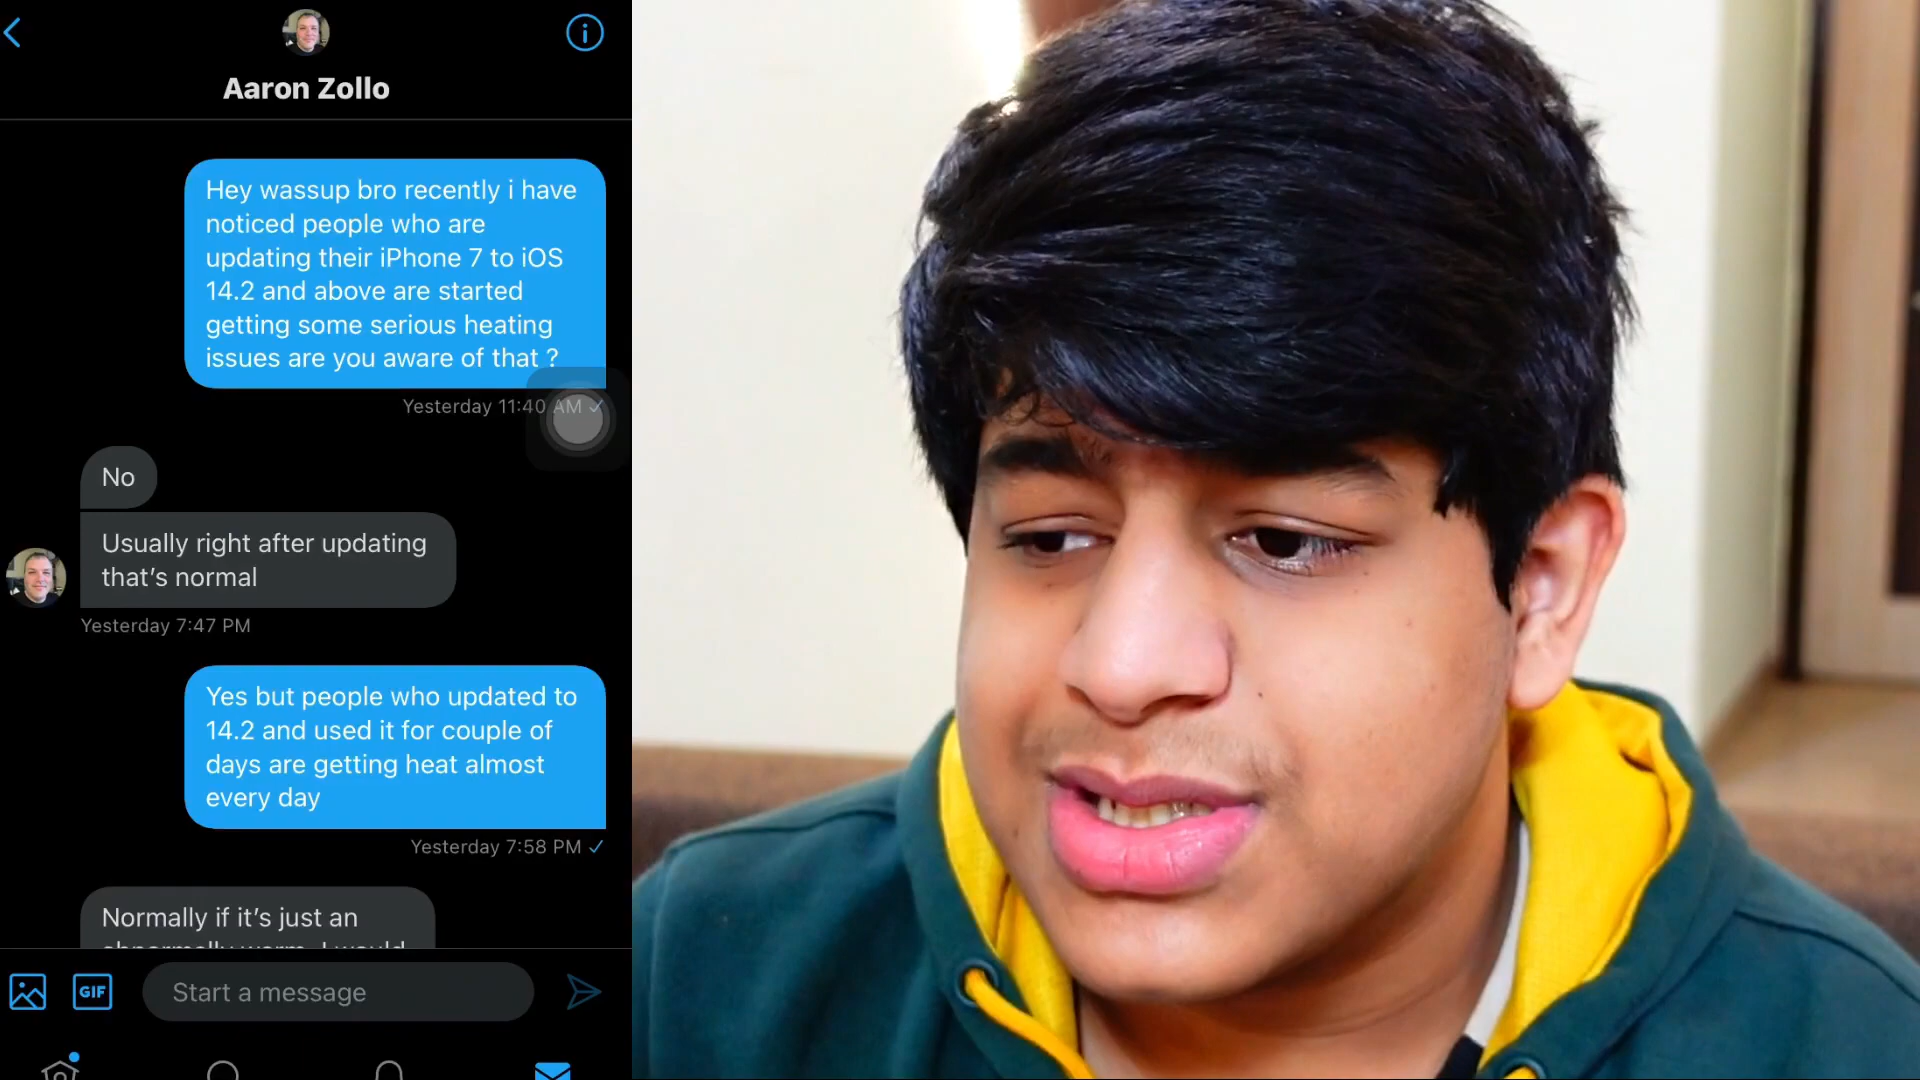 Aaron Zollo
Hey wassup bro recently i have
noticed people who are
updating their iPhone 7 to iOS
14.2 and above are started
getting some serious heating
issues are you aware of that ?
Yesterday 11:40 AM
No
Usually right after updating
that’s normal
Yesterday 7:47 PM
Yes but people who updated to
14.2 and used it for couple of
days are getting heat almost
every day
Yesterday 7:58 PM
Normally if it’s just an
abnormally warm, I would
GIF
Start a message